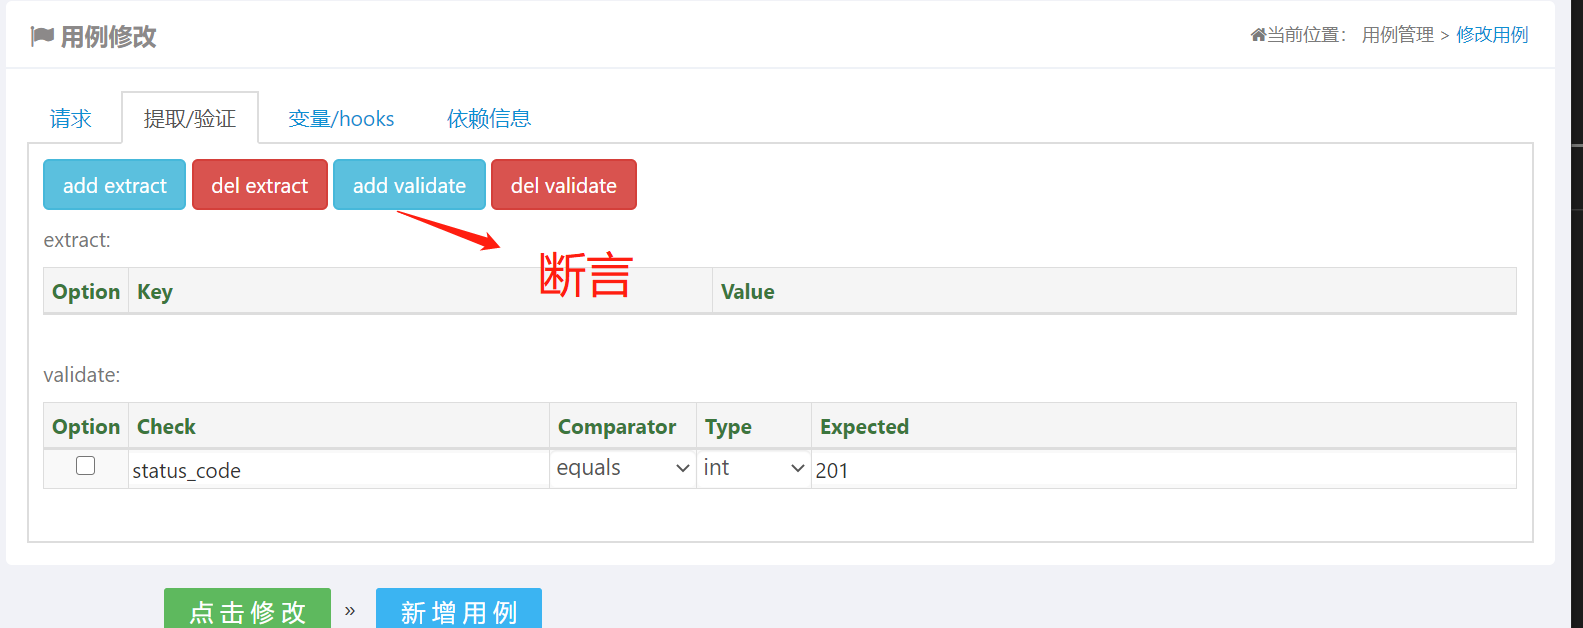 用例修改
当前位置： 用例管理 > 修改用例
请求 提取/验证 变量/hooks 依赖信息
add extract del extract add validate del validate
extract:
断言
Option Key Value
validate:
Option Check Comparator Type Expected
status_code equals int 201
点击修改 » 新增用例